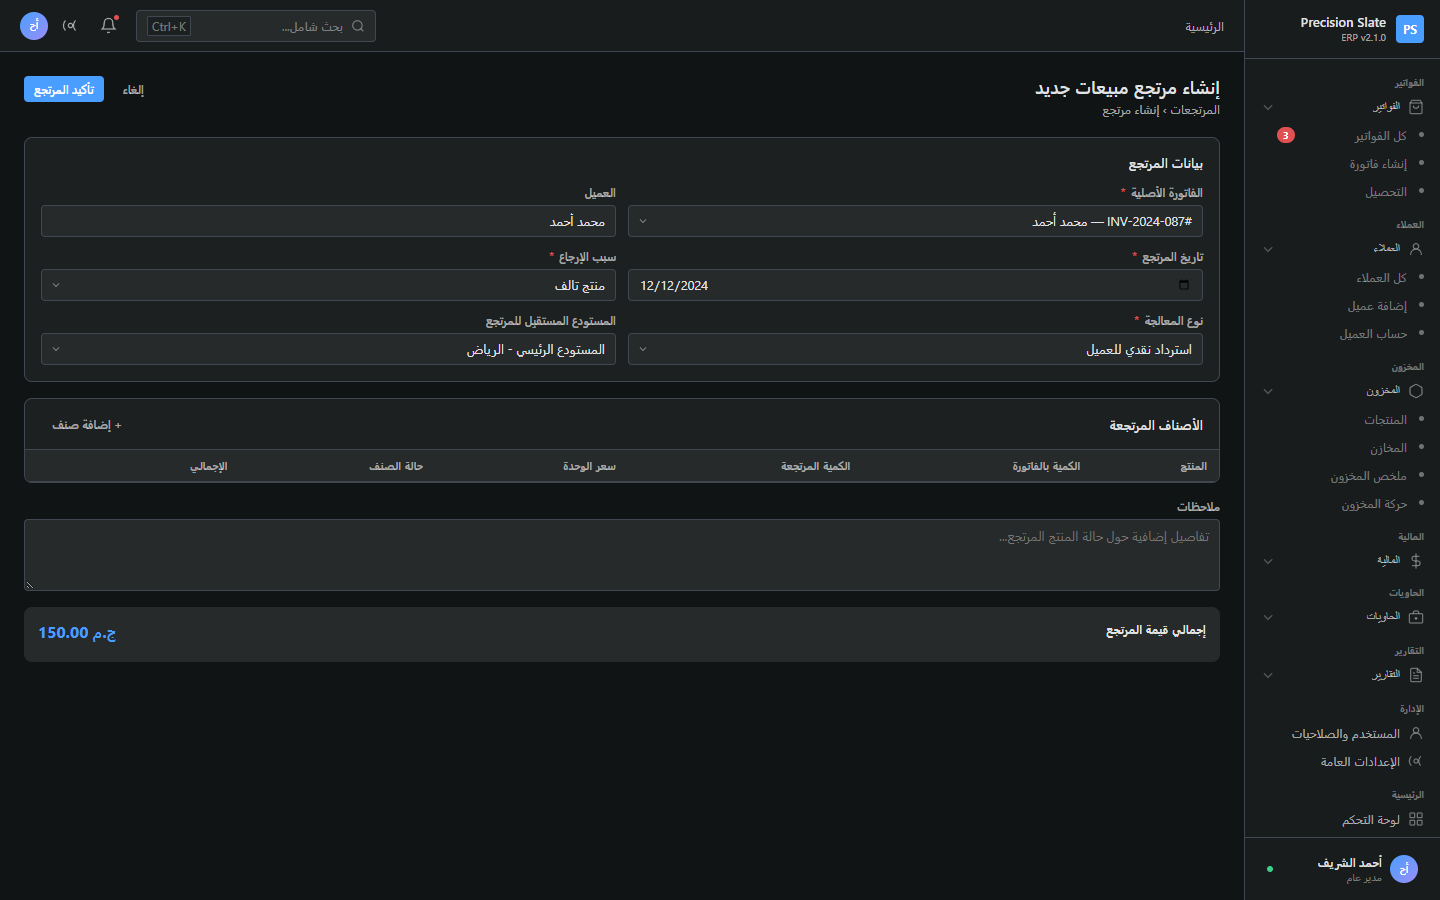 Precision Slate
PS
ERP v2.1.0
الفواتير
الفواتير
كل الفواتير
3
إنشاء فاتورة
التحصيل
العملاء
العملاء
كل العملاء
إضافة عميل
حساب العميل
المخزون
المخزون
المنتجات
المخازن
ملخص المخزون
حركة المخزون
المالية
المالية
الحاويات
الحاويات
التقارير
التقارير
الإدارة
المستخدم والصلاحيات
الإعدادات العامة
الرئيسية
لوحة التحكم
أحمد الشريف
مدير عام
أح
الرئيسية
بحث شامل...
Ctrl+K
أح
إنشاء مرتجع مبيعات جديد
المرتجعات › إنشاء مرتجع
إلغاء
تأكيد المرتجع
بيانات المرتجع
الفاتورة الأصلية *
#INV-2024-087 — محمد أحمد
العميل
محمد أحمد
تاريخ المرتجع *
12/12/2024
سبب الإرجاع *
منتج تالف
نوع المعالجة *
استرداد نقدي للعميل
المستودع المستقبل للمرتجع
المستودع الرئيسي - الرياض
الأصناف المرتجعة
+ إضافة صنف
المنتج
الكمية بالفاتورة
الكمية المرتجعة
سعر الوحدة
حالة الصنف
الإجمالي
ملاحظات
تفاصيل إضافية حول حالة المنتج المرتجع...
إجمالي قيمة المرتجع
ج.م 150.00